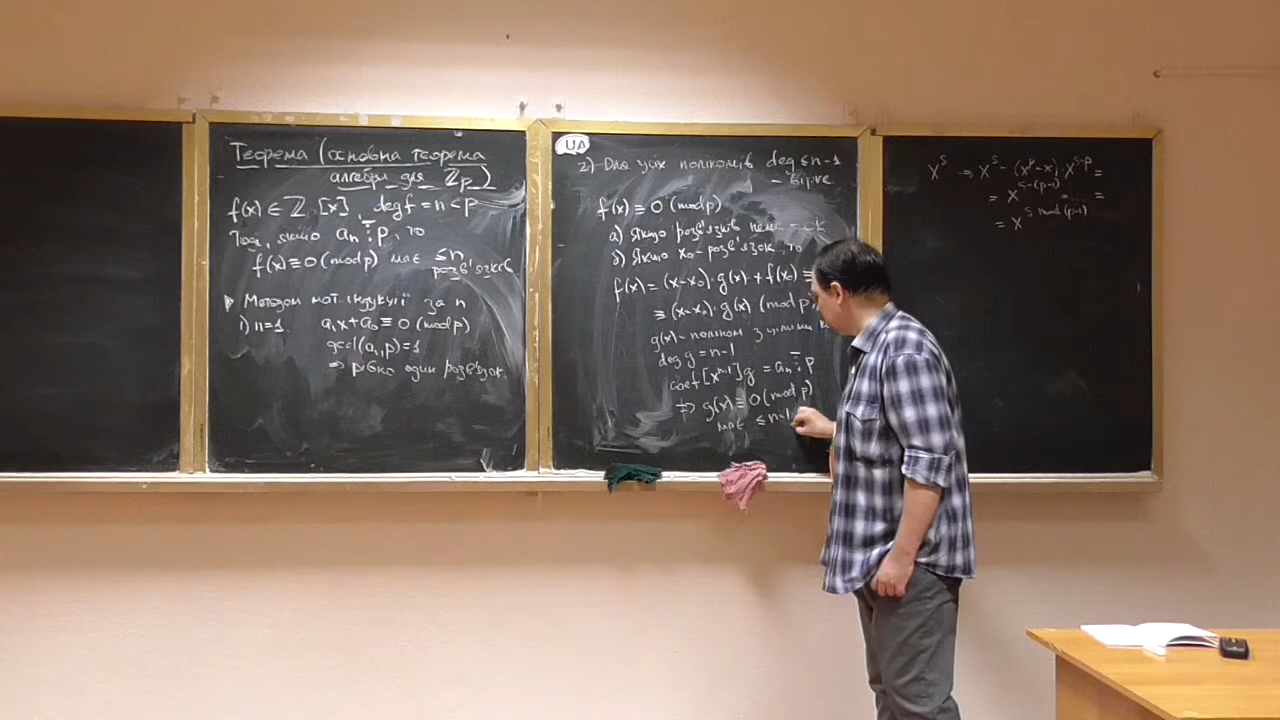 Теорема (основна теорема
алгебри для ℤp)
f(x) ∈ ℤ[x], deg f = n < p
Тоді, якщо aₙ ⋮̅ p, то
f(x) ≡ 0 (mod p) має ≤ n
розв'язків
▷ Методом мат. індукції за n
1) n=1 a₁x + a₀ ≡ 0 (mod p)
gcd(a₁, p) = 1
⇒ рівно один розв'язок.
UA
2) Для усіх поліномів deg ≤ n-1
– вірне
f(x) ≡ 0 (mod p)
а) Якщо розв'язків нема – ок
б) Якщо x₀ – розв'язок, то
f(x) = (x-x₀)·g(x) + f(x₀) ≡
≡ (x-x₀)·g(x) (mod p)
g(x) – поліном з цілими
deg g = n-1
coef [xⁿ⁻¹] g = aₙ ⋮̅ p
⇒ g(x) ≡ 0 (mod p)
має ≤ n-1
x^s → x^s - (x^p - x)·x^{s-p} =
= x^{s-(p-1)} = =
= x^{s mod (p-1)}